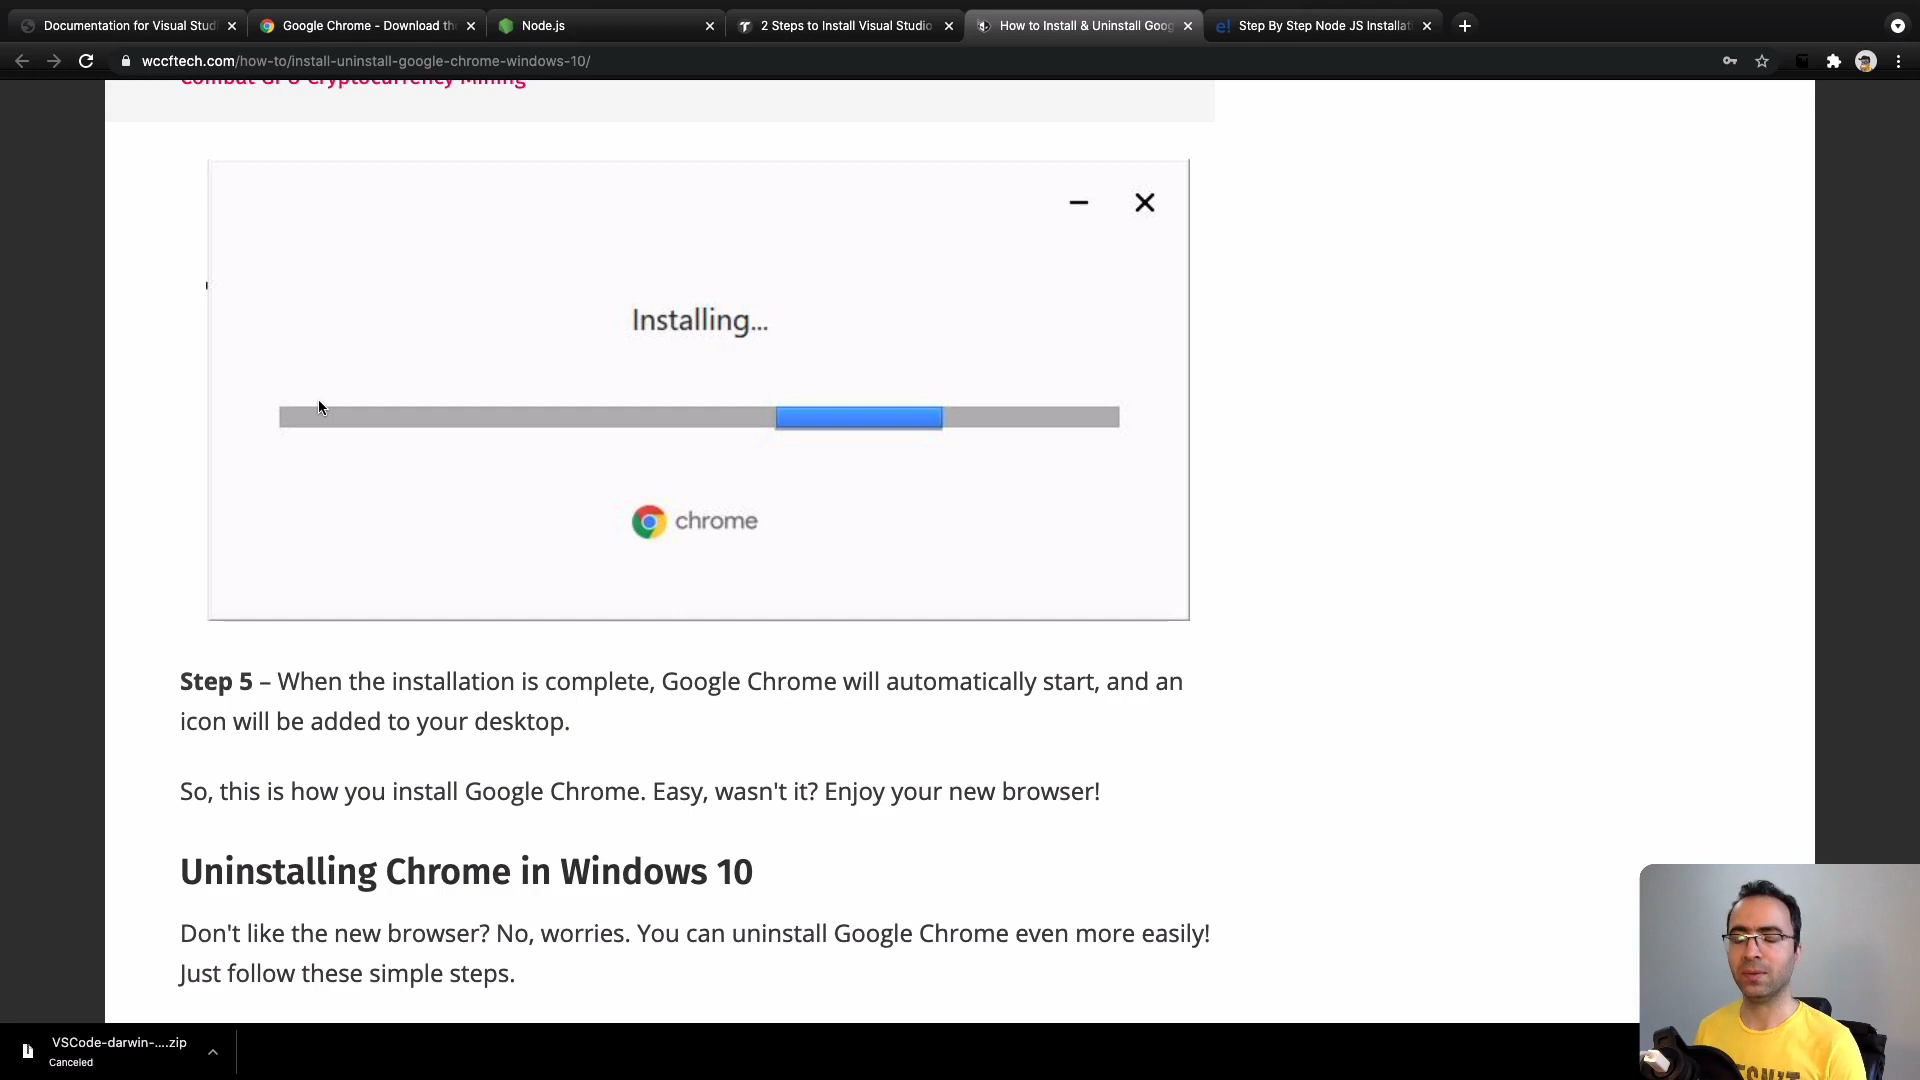 Documentation for Visual Stud
Google Chrome - Download the
Node.js
2 Steps to Install Visual Studio
How to Install & Uninstall Goog
Step By Step Node JS Installat
wccftech.com/how-to/install-uninstall-google-chrome-windows-10/
Combat GPU Cryptocurrency Mining
Installing...
chrome
Step 5 – When the installation is complete, Google Chrome will automatically start, and an
icon will be added to your desktop.
So, this is how you install Google Chrome. Easy, wasn't it? Enjoy your new browser!
Uninstalling Chrome in Windows 10
Don't like the new browser? No, worries. You can uninstall Google Chrome even more easily!
Just follow these simple steps.
VSCode-darwin-....zip
Canceled